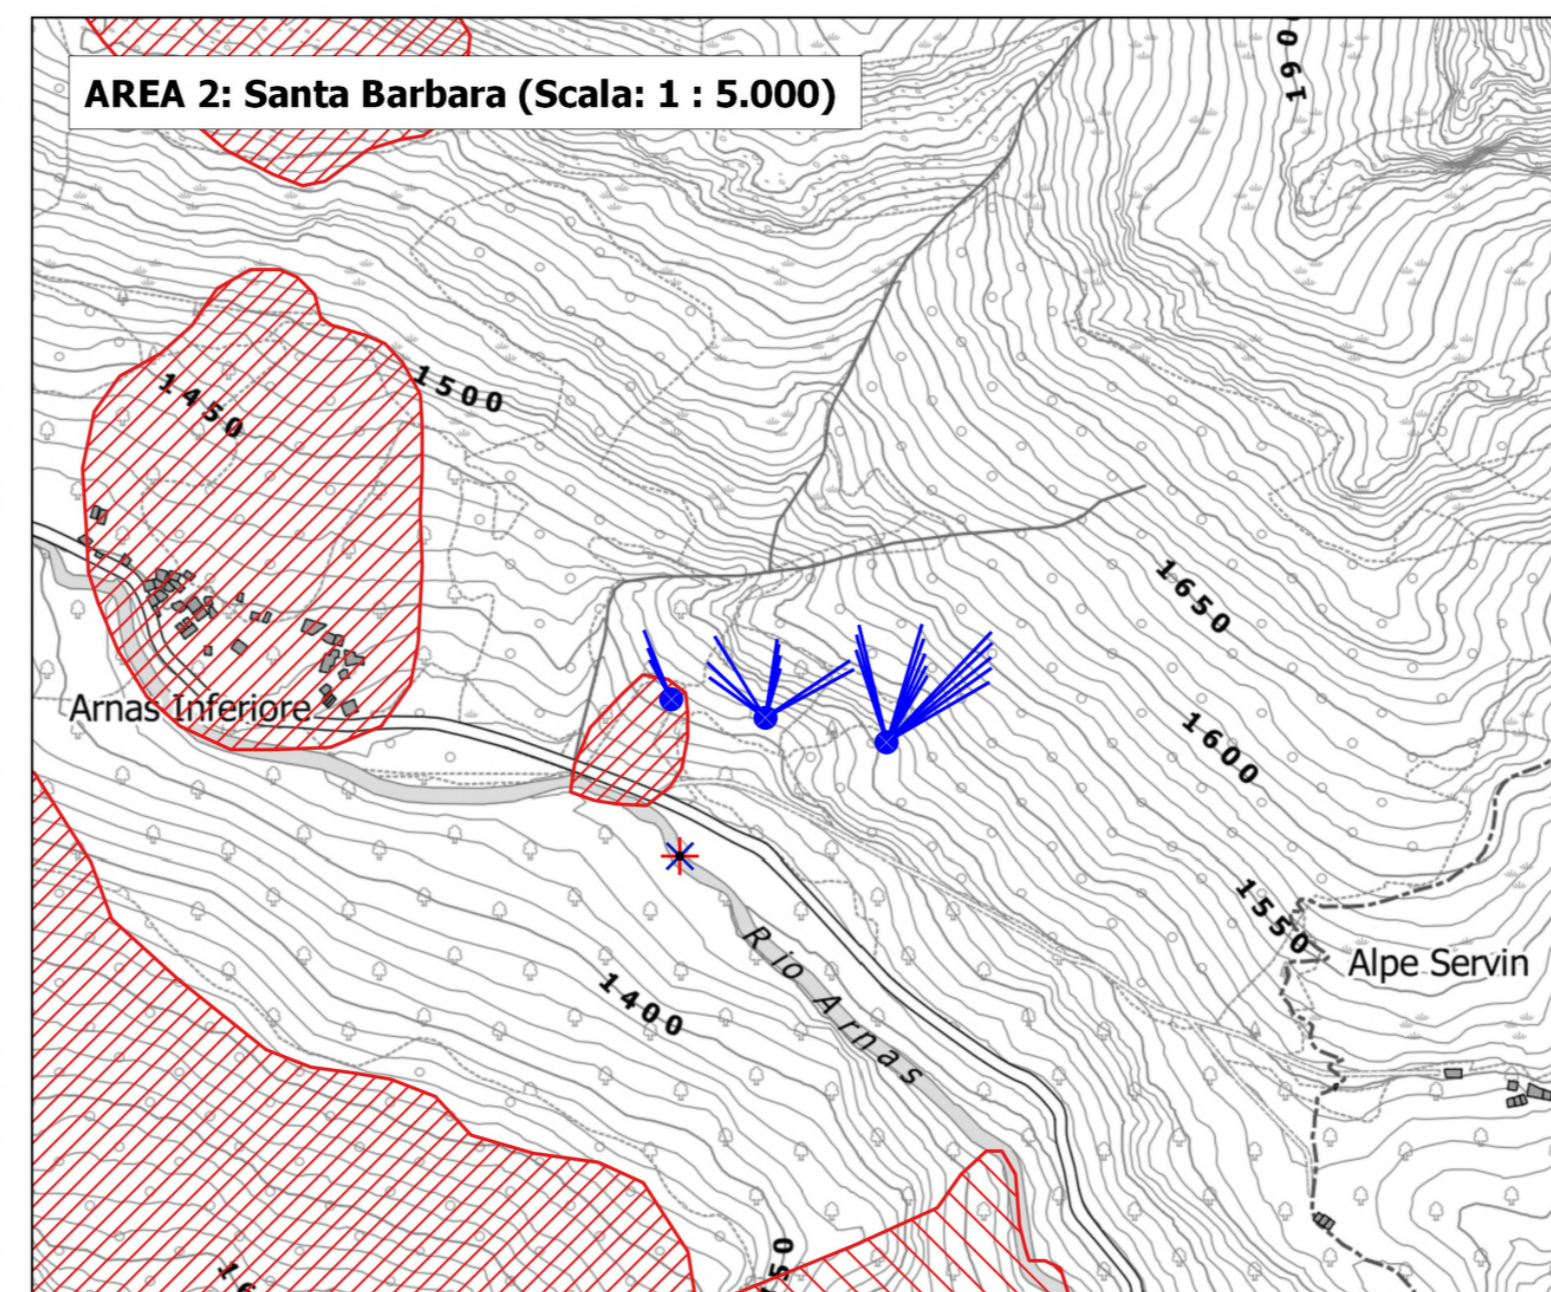 AREA 2: Santa Barbara (Scala: 1 : 5.000)
1450
1500
1650
Arnas Inferiore
1600
1550
Alpe Servin
Rio Arnas
1400